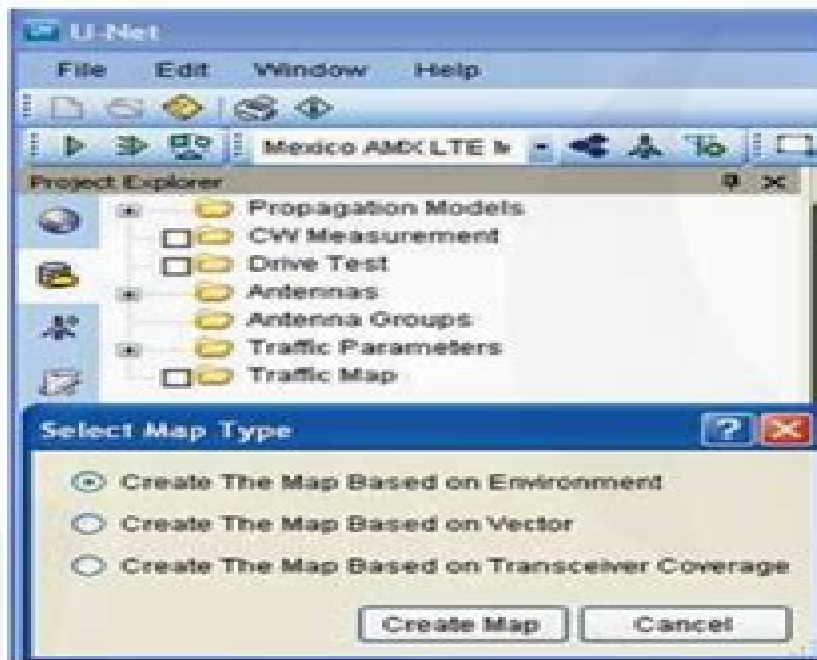 U-Net
File Edit Window Help
Mexico AMX LTE M
Project Explorer
Propagation Models
CW Measurement
Drive Test
Antennas
Antenna Groups
Traffic Parameters
Traffic Map
Select Map Type
Create The Map Based on Environment
Create The Map Based on Vector
Create The Map Based on Transceiver Coverage
Create Map Cancel